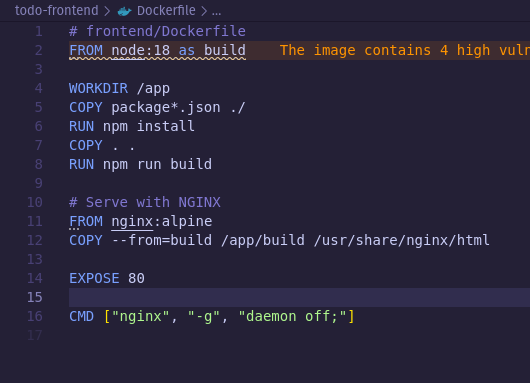 todo-frontend > Dockerfile > ...
1 # frontend/Dockerfile
2 FROM node:18 as build The image contains 4 high
3
4 WORKDIR /app
5 COPY package*.json ./
6 RUN npm install
7 COPY . .
8 RUN npm run build
9
10 # Serve with NGINX
11 FROM nginx:alpine
12 COPY --from=build /app/build /usr/share/nginx/html
13
14 EXPOSE 80
15
16 CMD ["nginx", "-g", "daemon off;"]
17